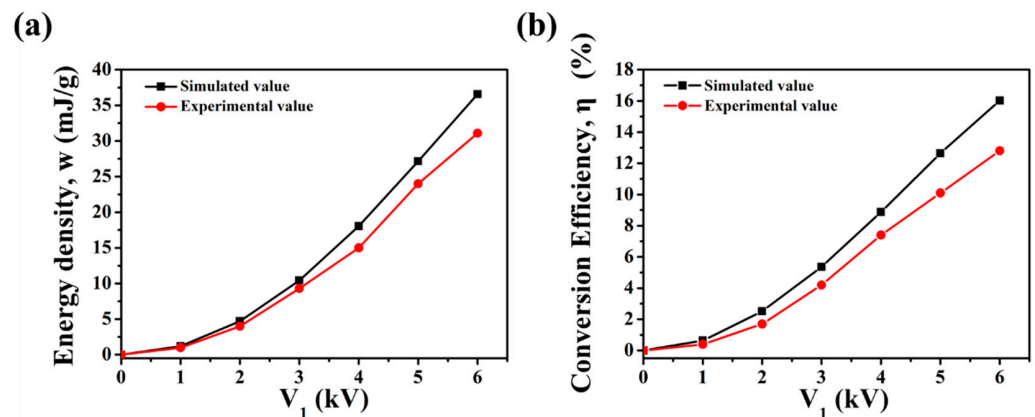 (a)
Energy density, w (mJ/g)
40
35
30
25
20
15
10
5
0
Simulated value
Experimental value
0 1 2 3 4 5 6
V1 (kV)
(b)
Conversion Efficiency, η (%)
18
16
14
12
10
8
6
4
2
0
Simulated value
Experimental value
0 1 2 3 4 5 6
V1 (kV)